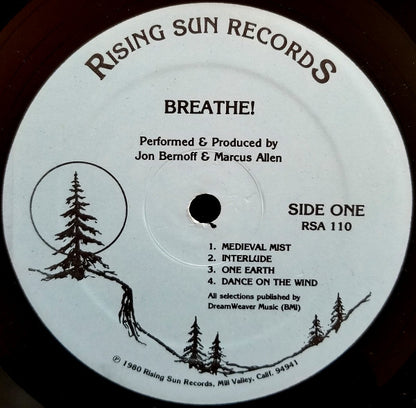 RISING SUN RECORDS
BREATHE!
Performed & Produced by
Jon Bernoff & Marcus Allen
SIDE ONE
RSA 110
1. MEDIEVAL MIST
2. INTERLUDE
3. ONE EARTH
4. DANCE ON THE WIND
All selections published by
DreamWeaver Music (BMI)
℗ 1980 Rising Sun Records, Mill Valley, Calif. 94941